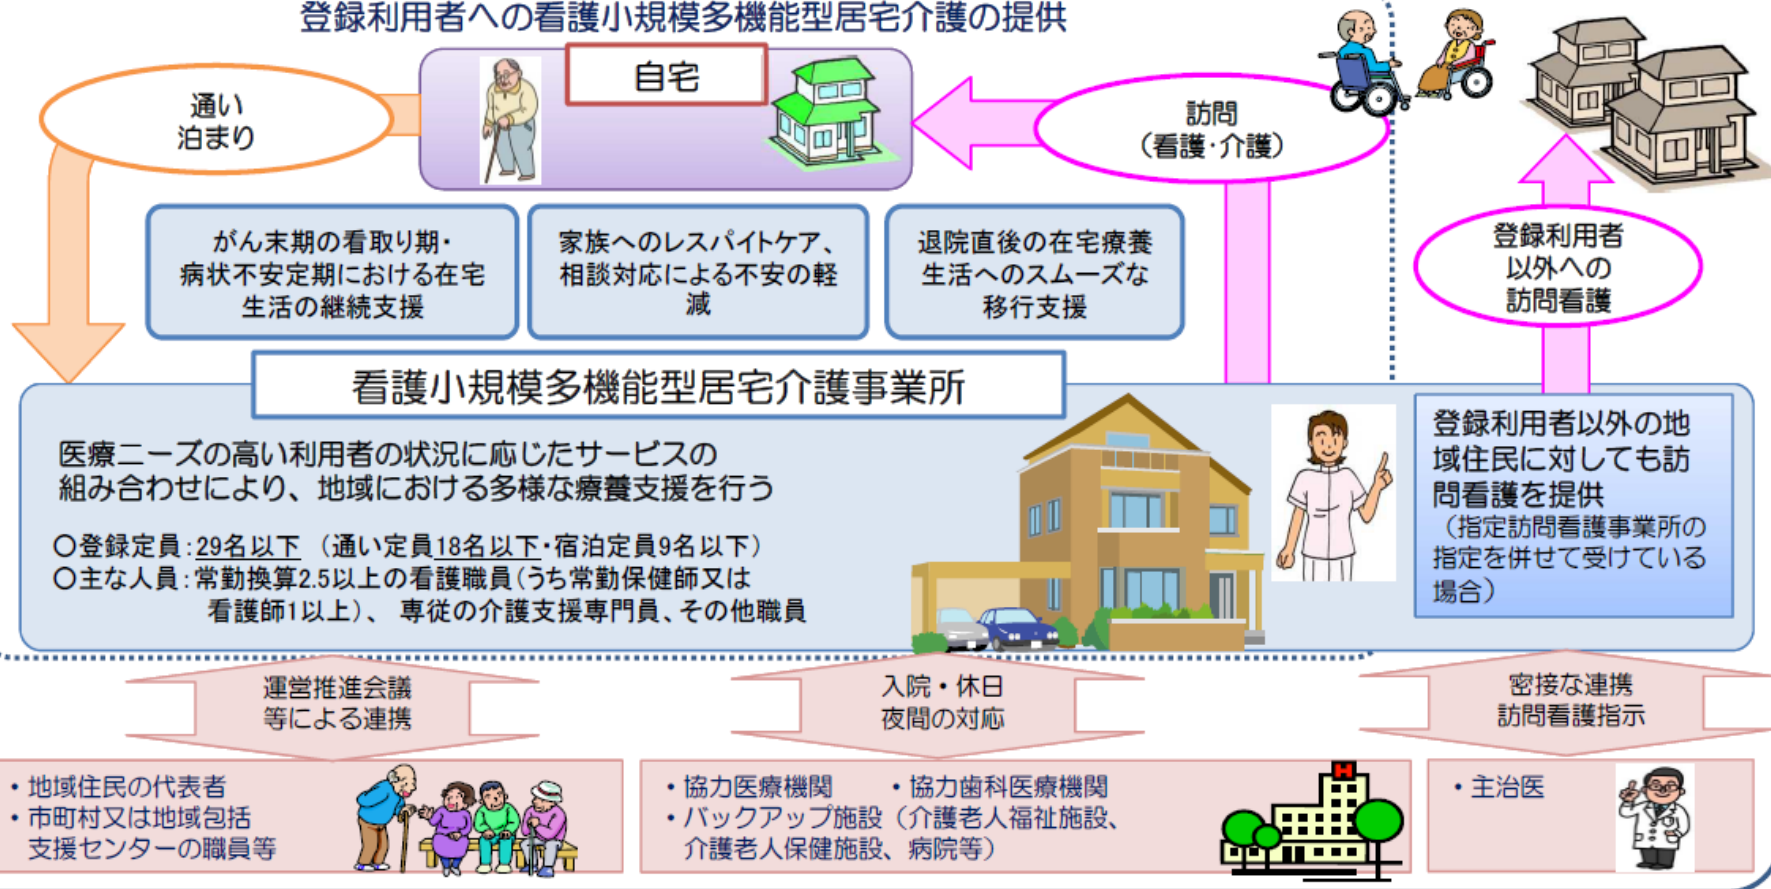 登録利用者への看護小規模多機能型居宅介護の提供
自宅
通い
泊まり
訪問
（看護･介護）
がん末期の看取り期・
病状不安定期における在宅
生活の継続支援
家族へのレスパイトケア、
相談対応による不安の軽
減
退院直後の在宅療養
生活へのスムーズな
移行支援
登録利用者
以外への
訪問看護
看護小規模多機能型居宅介護事業所
医療ニーズの高い利用者の状況に応じたサービスの
組み合わせにより、地域における多様な療養支援を行う
○登録定員：29名以下 （通い定員18名以下･宿泊定員9名以下）
○主な人員：常勤換算2.5以上の看護職員（うち常勤保健師又は
看護師1以上）、 専従の介護支援専門員、その他職員
登録利用者以外の地
域住民に対しても訪
問看護を提供
（指定訪問看護事業所の
指定を併せて受けている
場合）
運営推進会議
等による連携
入院・休日
夜間の対応
密接な連携
訪問看護指示
・地域住民の代表者
・市町村又は地域包括
支援センターの職員等
・協力医療機関 ・協力歯科医療機関
・バックアップ施設（介護老人福祉施設、
介護老人保健施設、病院等）
H
・主治医